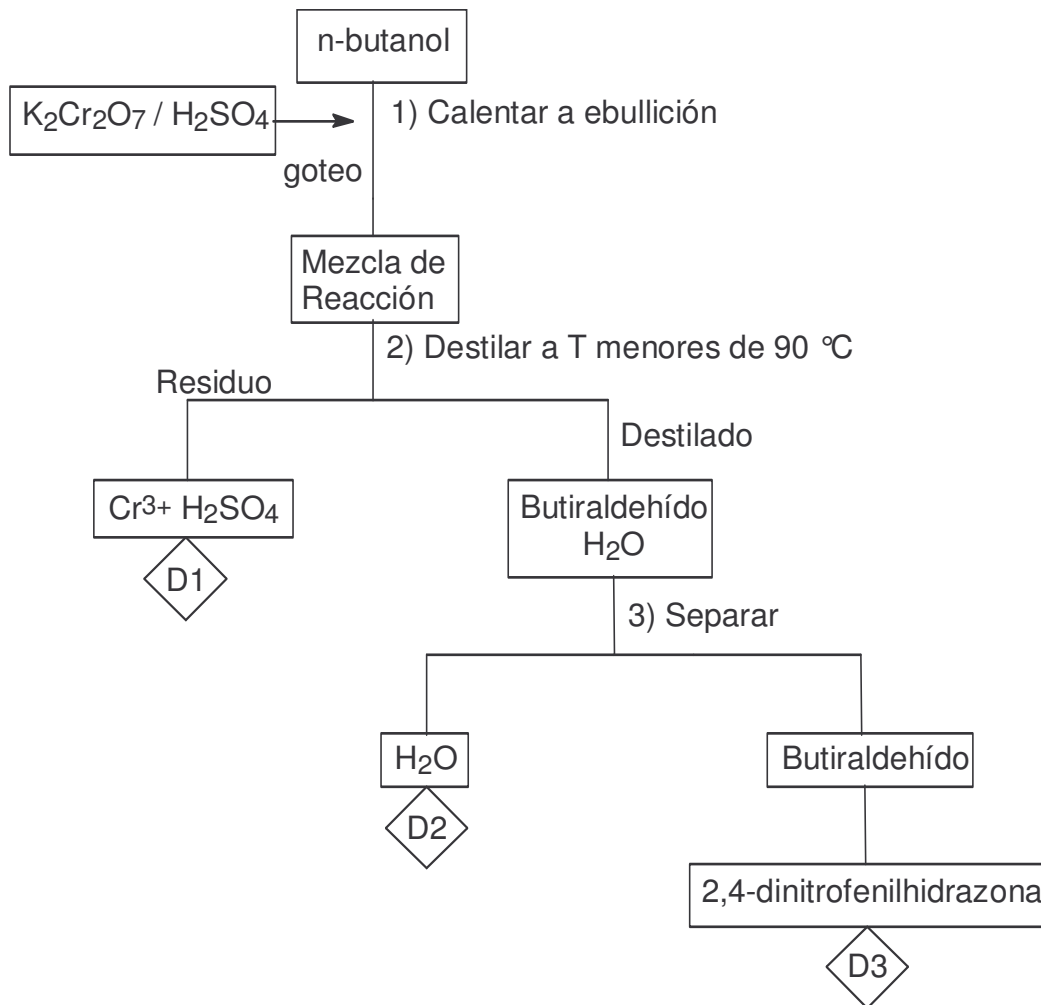 n-butanol
K₂Cr₂O₇ / H₂SO₄
1) Calentar a ebullición
goteo
Mezcla de
Reacción
2) Destilar a T menores de 90 °C
Residuo
Destilado
Cr³⁺ H₂SO₄
Butiraldehído
H₂O
D1
3) Separar
H₂O
Butiraldehído
D2
2,4-dinitrofenilhidrazona
D3